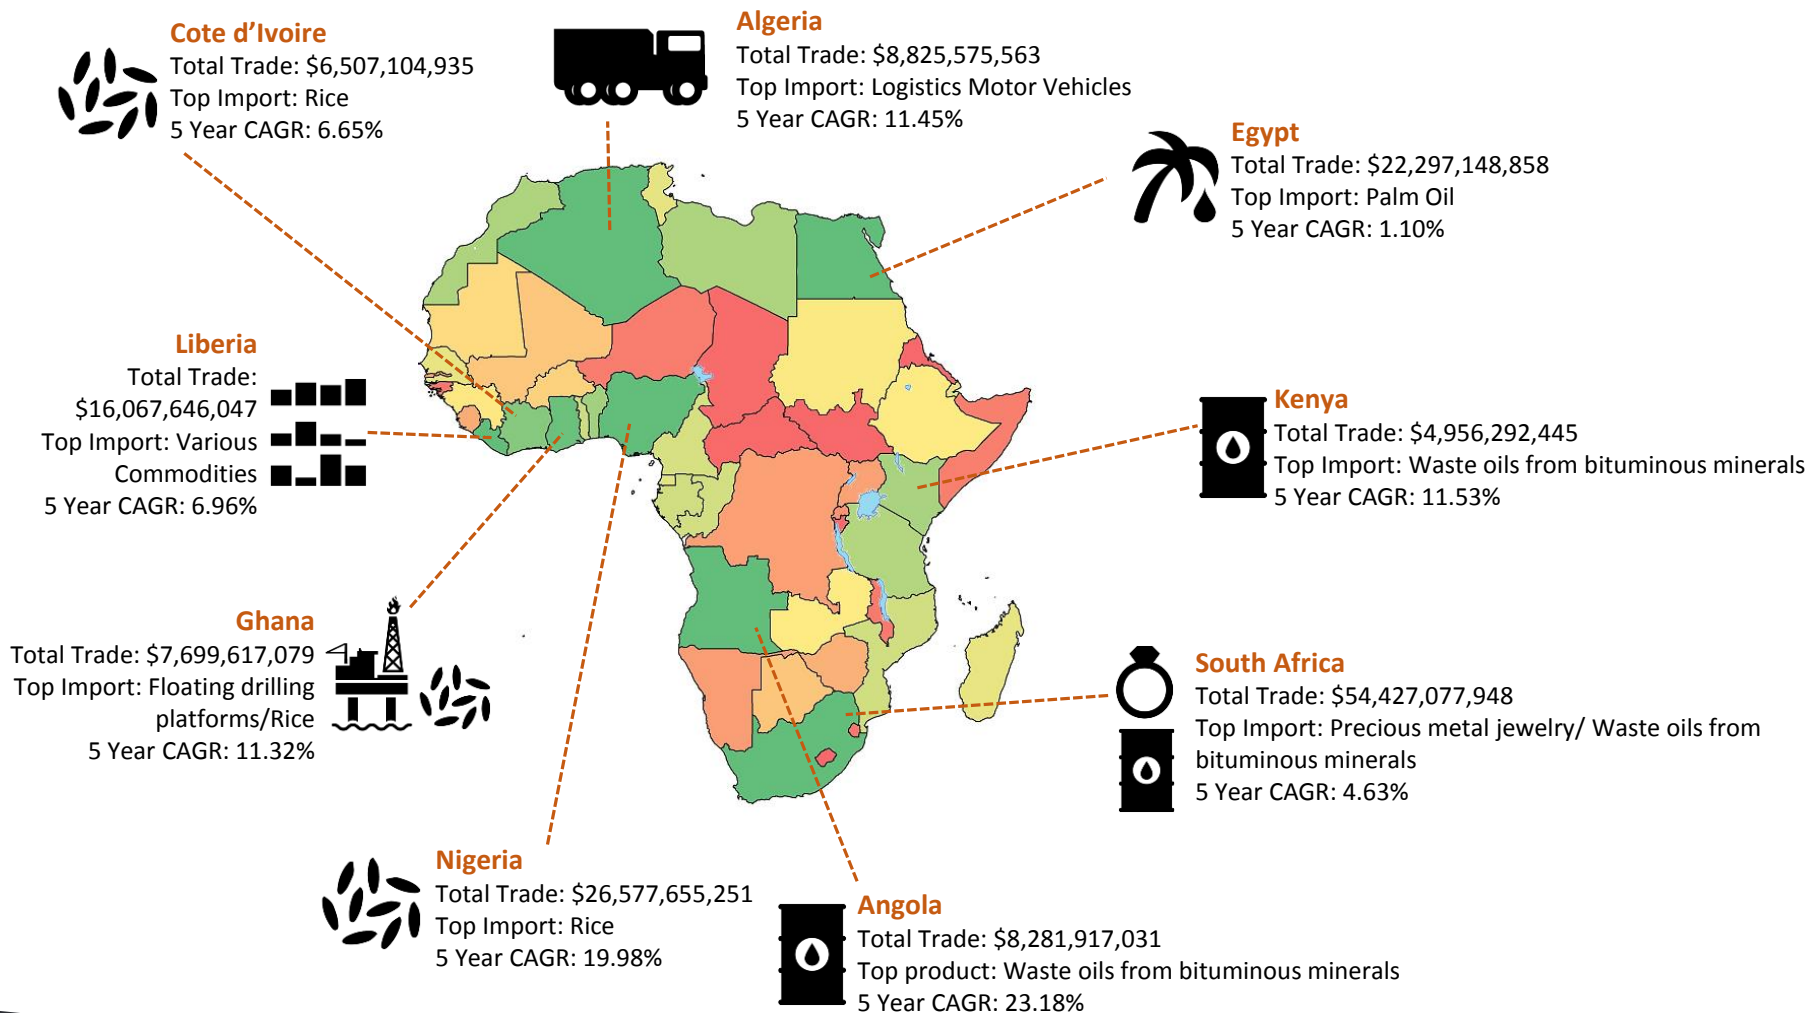 Cote d’Ivoire
Total Trade: $6,507,104,935
Top Import: Rice
5 Year CAGR: 6.65%
Algeria
Total Trade: $8,825,575,563
Top Import: Logistics Motor Vehicles
5 Year CAGR: 11.45%
Egypt
Total Trade: $22,297,148,858
Top Import: Palm Oil
5 Year CAGR: 1.10%
Liberia
Total Trade:
$16,067,646,047
Top Import: Various
Commodities
5 Year CAGR: 6.96%
Kenya
Total Trade: $4,956,292,445
Top Import: Waste oils from bituminous minerals
5 Year CAGR: 11.53%
Ghana
Total Trade: $7,699,617,079
Top Import: Floating drilling
platforms/Rice
5 Year CAGR: 11.32%
South Africa
Total Trade: $54,427,077,948
Top Import: Precious metal jewelry/ Waste oils from
bituminous minerals
5 Year CAGR: 4.63%
Nigeria
Total Trade: $26,577,655,251
Top Import: Rice
5 Year CAGR: 19.98%
Angola
Total Trade: $8,281,917,031
Top product: Waste oils from bituminous minerals
5 Year CAGR: 23.18%